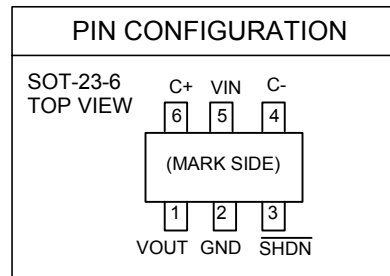 PIN CONFIGURATION
SOT-23-6
TOP VIEW
C+ VIN C-
6 5 4
(MARK SIDE)
1 2 3
VOUT GND SHDN